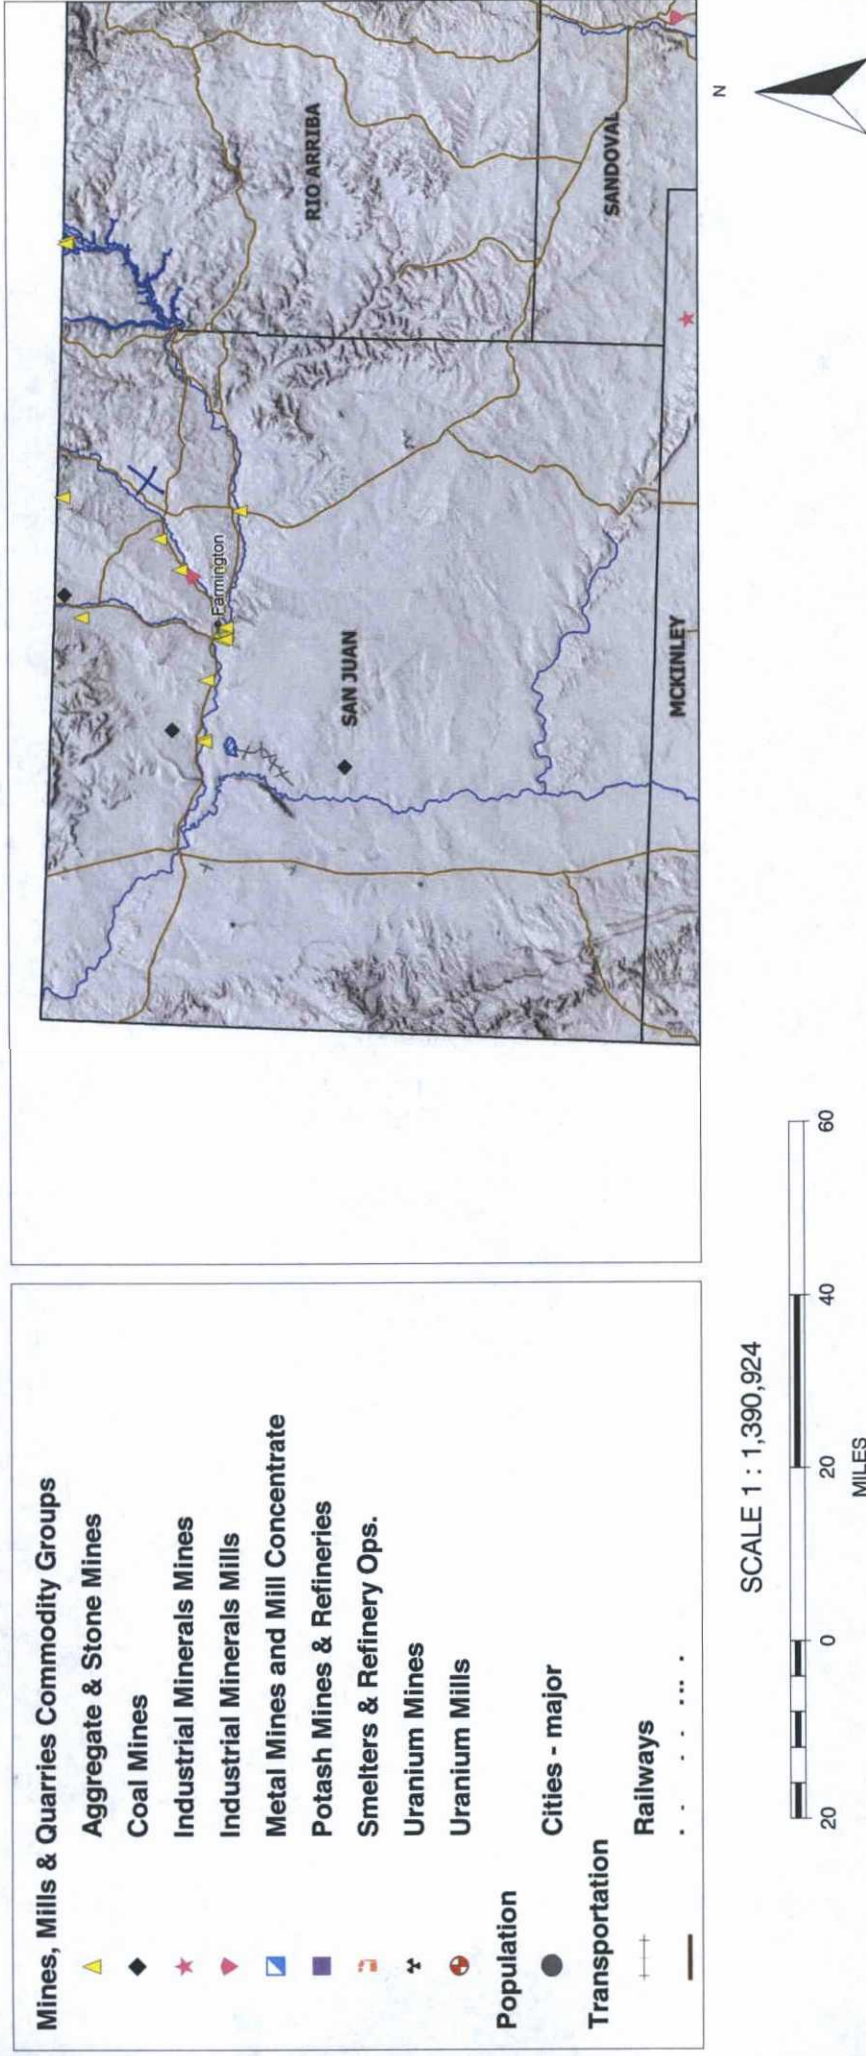 Mines, Mills & Quarries Commodity Groups
Aggregate & Stone Mines
Coal Mines
Industrial Minerals Mines
Industrial Minerals Mills
Metal Mines and Mill Concentrate
Potash Mines & Refineries
Smelters & Refinery Ops.
Uranium Mines
Uranium Mills
Population
Cities - major
Transportation
Railways
Farmington
SAN JUAN
RIO ARRIBA
SANDOVAL
MCKINLEY
N
SCALE 1 : 1,390,924
20 0 20 40 60
MILES